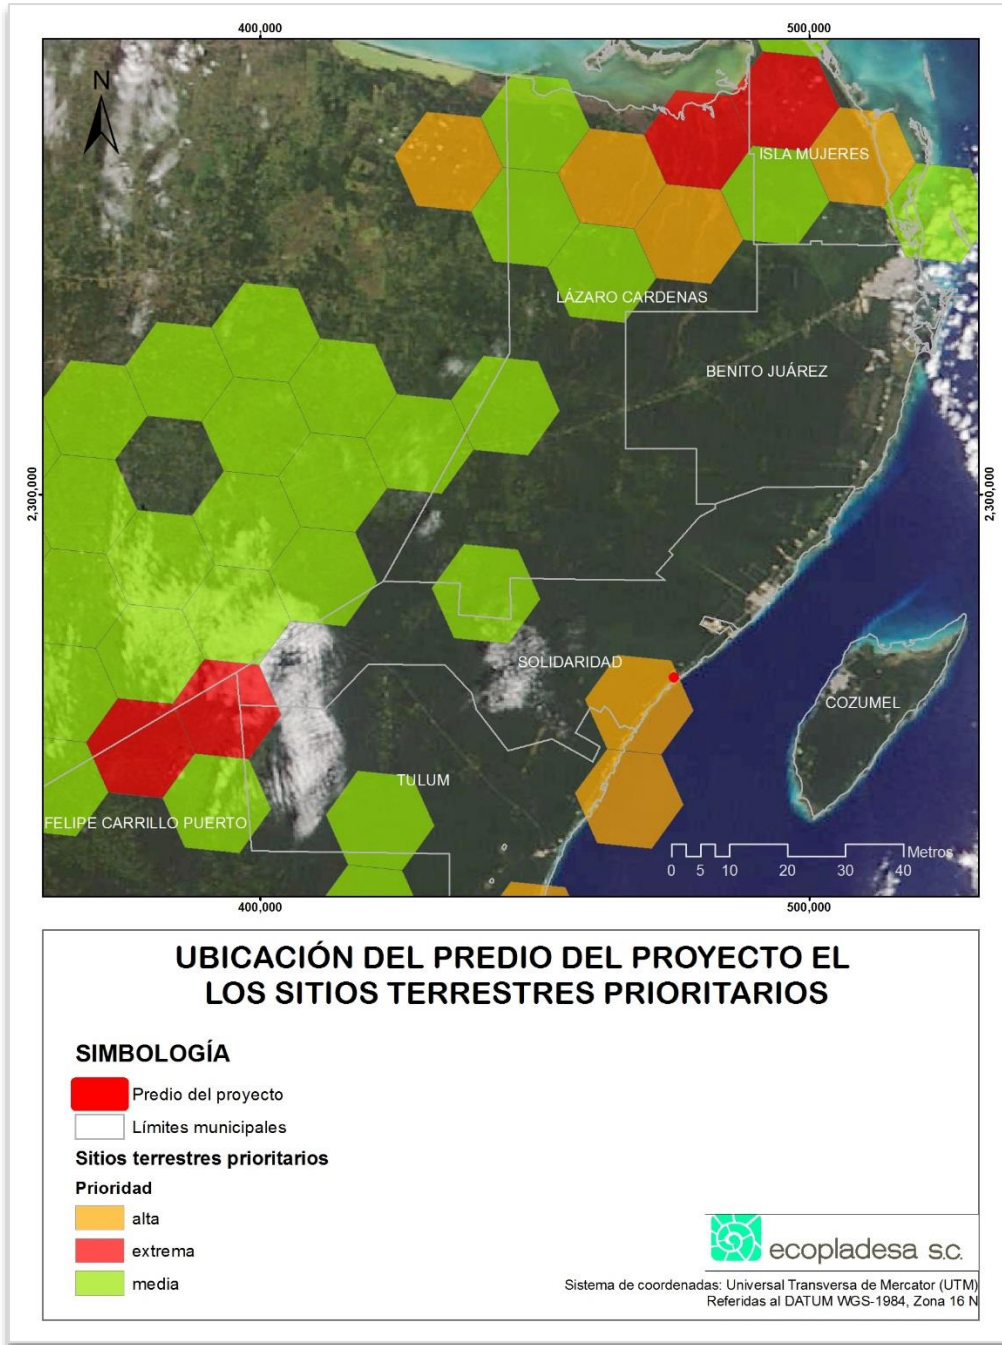 400,000
500,000
N
ISLA MUJERES
LÁZARO CARDENAS
BENITO JUÁREZ
2,300,000
2,300,000
SOLIDARIDAD
COZUMEL
TULUM
FELIPE CARRILLO PUERTO
Metros
0 5 10 20 30 40
400,000
500,000
UBICACIÓN DEL PREDIO DEL PROYECTO EL
LOS SITIOS TERRESTRES PRIORITARIOS
SIMBOLOGÍA
Predio del proyecto
Límites municipales
Sitios terrestres prioritarios
Prioridad
alta
extrema
media
ecopladesa s.c.
Sistema de coordenadas: Universal Transversa de Mercator (UTM)
Referidas al DATUM WGS-1984, Zona 16 N